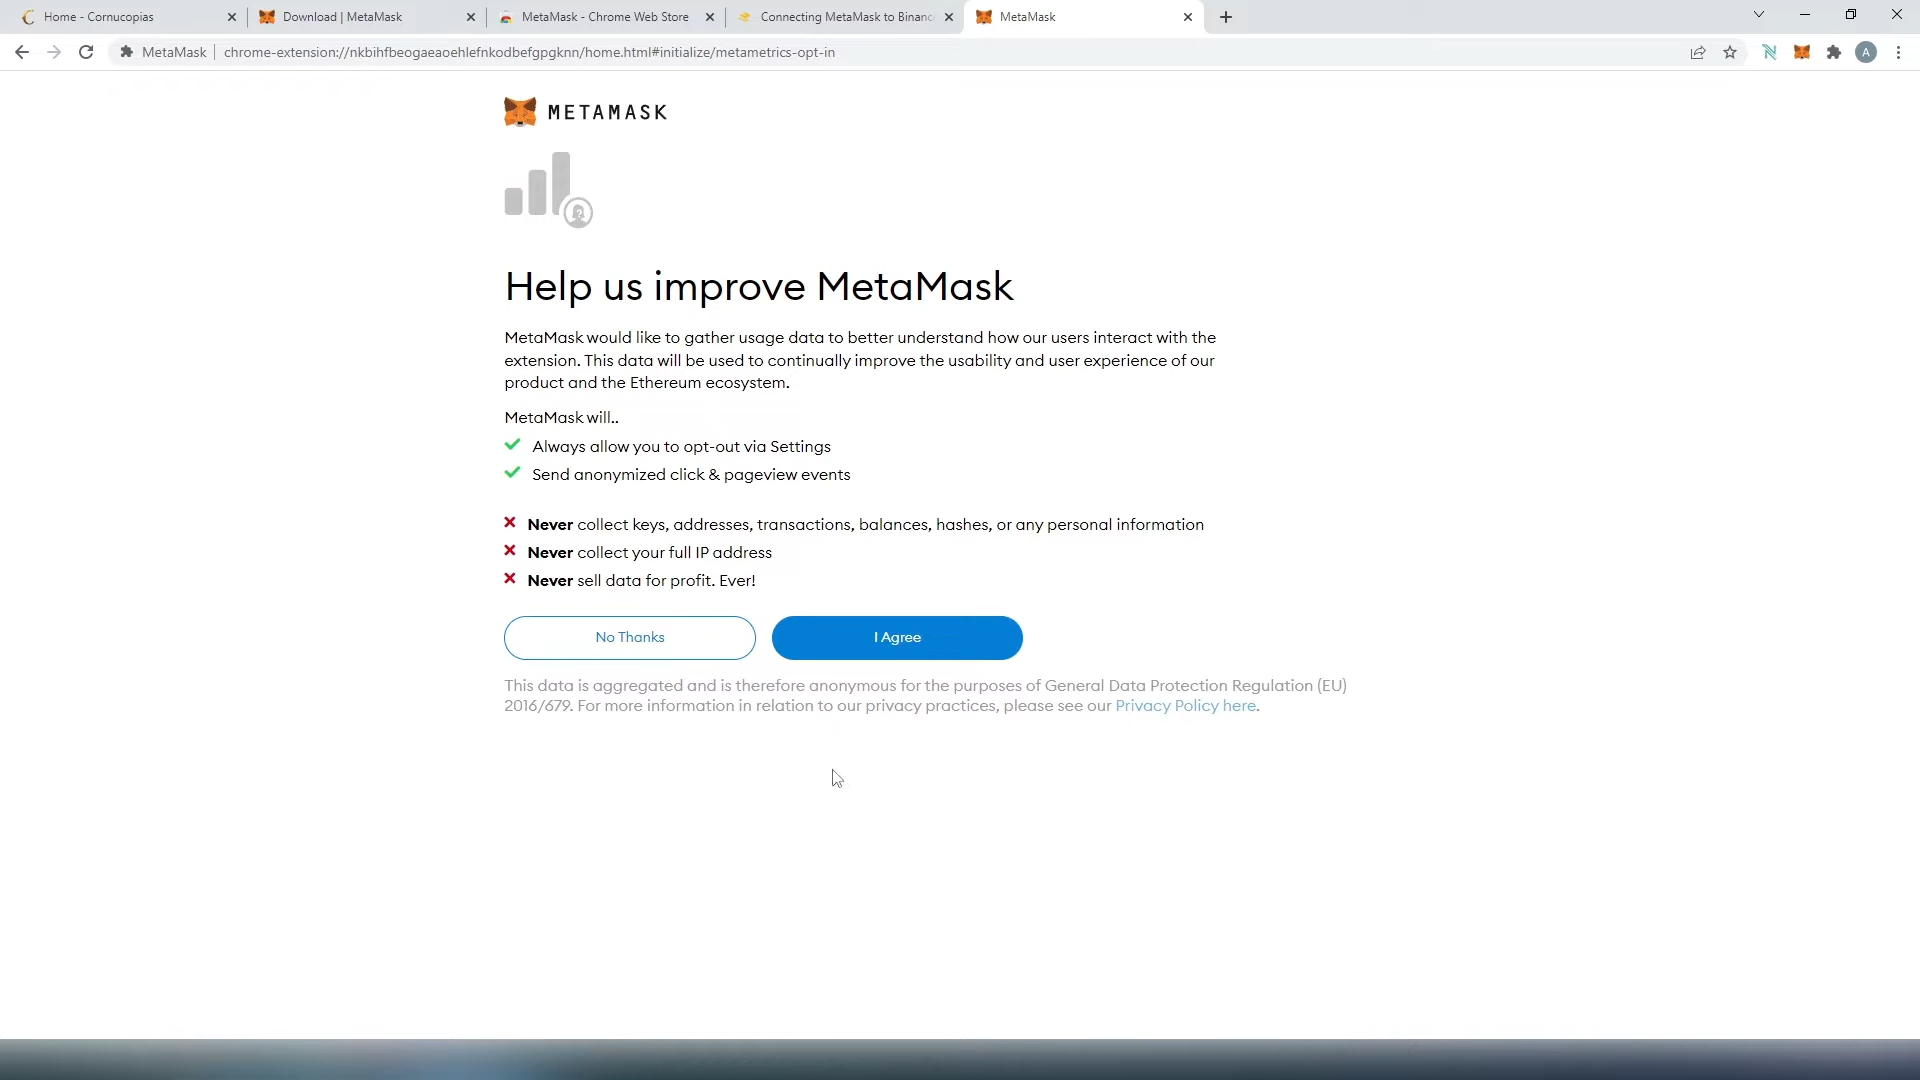 Home - Cornucopias
Download | MetaMask
MetaMask - Chrome Web Store
Connecting MetaMask to Binanc
MetaMask
MetaMask
chrome-extension://nkbihfbeogaeaoehlefnkodbefgpgknn/home.html#initialize/metametrics-opt-in
A
METAMASK
Help us improve MetaMask
MetaMask would like to gather usage data to better understand how our users interact with the
extension. This data will be used to continually improve the usability and user experience of our
product and the Ethereum ecosystem.
MetaMask will..
Always allow you to opt-out via Settings
Send anonymized click & pageview events
Never collect keys, addresses, transactions, balances, hashes, or any personal information
Never collect your full IP address
Never sell data for profit. Ever!
No Thanks
I Agree
This data is aggregated and is therefore anonymous for the purposes of General Data Protection Regulation (EU)
2016/679. For more information in relation to our privacy practices, please see our Privacy Policy here.